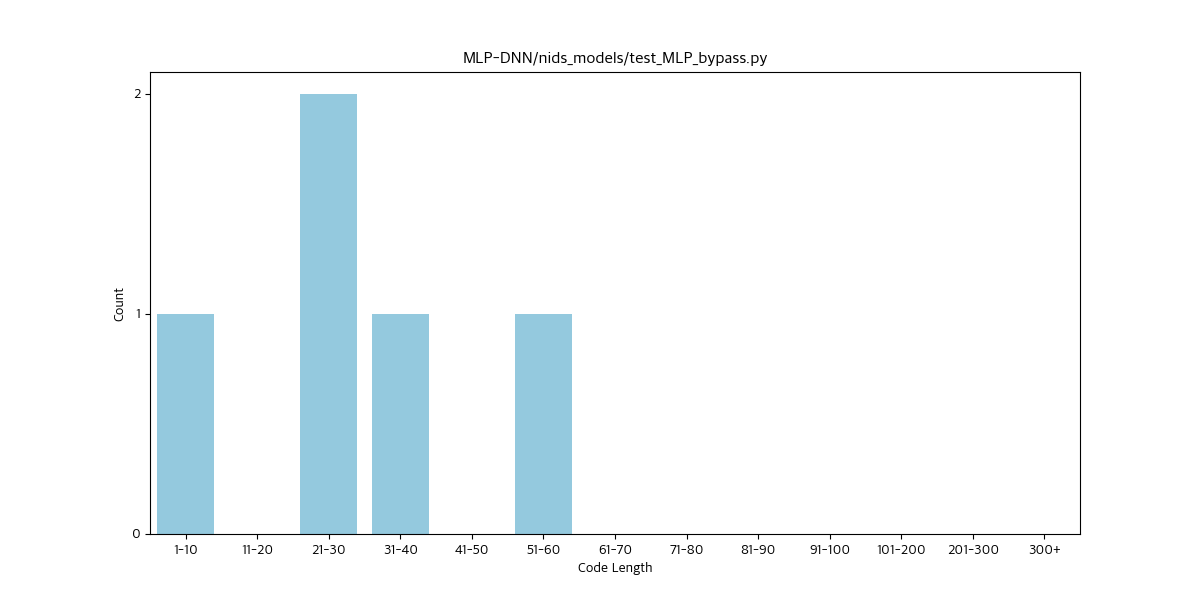 MLP-DNN/nids_models/test_MLP_bypass.py
Count
2
1
0
1-10 11-20 21-30 31-40 41-50 51-60 61-70 71-80 81-90 91-100 101-200 201-300 300+
Code Length